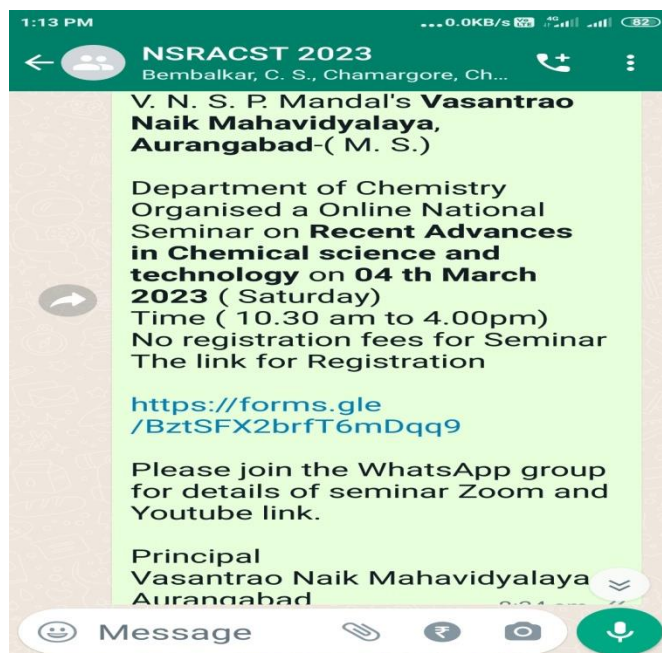 1:13 PM ...0.0KB/s Vo LTE 4G 82
NSRACST 2023
Bembalkar, C. S., Chamargore, Ch...
V. N. S. P. Mandal's Vasantrao
Naik Mahavidyalaya,
Aurangabad-( M. S.)
Department of Chemistry
Organised a Online National
Seminar on Recent Advances
in Chemical science and
technology on 04 th March
2023 ( Saturday)
Time ( 10.30 am to 4.00pm)
No registration fees for Seminar
The link for Registration
https://forms.gle
/BztSFX2brfT6mDqq9
Please join the WhatsApp group
for details of seminar Zoom and
Youtube link.
Principal
Vasantrao Naik Mahavidyalaya
Aurangabad
Message ₹